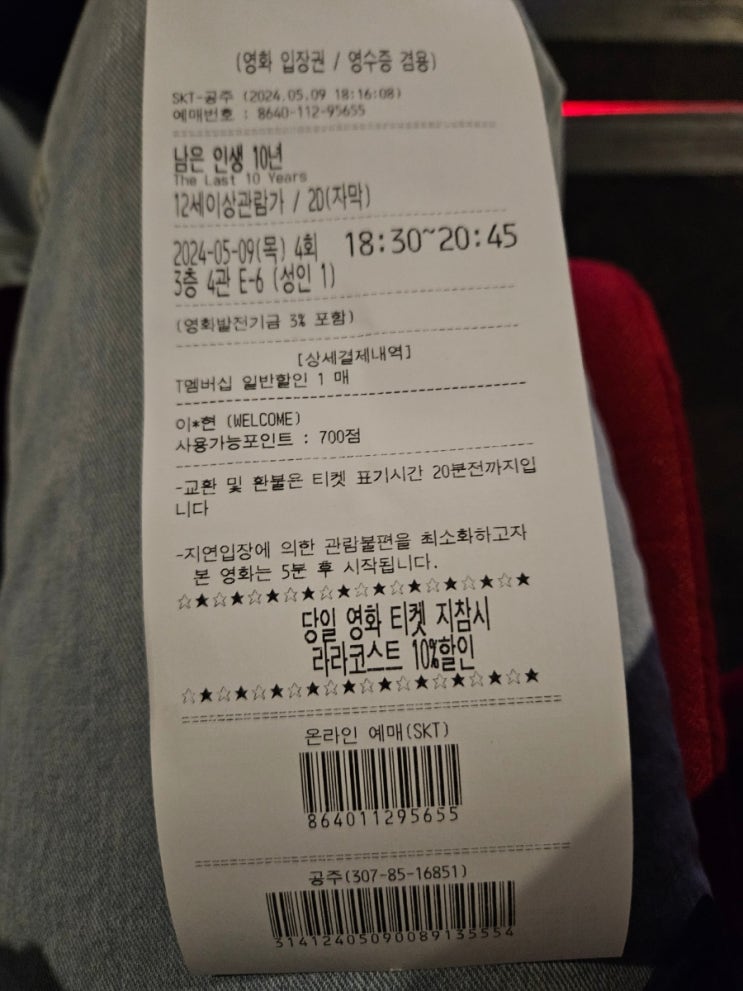 (영화 입장권 / 영수증 겸용)
SKT-공주 (2024.05.09 18:16:08)
예매번호 : 8640-112-95655
남은 인생 10년
The Last 10 Years
12세이상관람가 / 2D(자막)
2024-05-09(목) 4회 18:30~20:45
3층 4관 E-6 (성인 1)
(영화발전기금 3% 포함)
[상세결제내역]
T멤버십 일반할인 1 매
이*현 (WELCOME)
사용가능포인트 : 700점
-교환 및 환불은 티켓 표기시간 20분전까지입
니다
-지연입장에 의한 관람불편을 최소화하고자
본 영화는 5분 후 시작됩니다.
☆★☆★☆★☆★☆★☆★☆★☆★☆★☆★
당일 영화 티켓 지참시
라라코스트 10%할인
☆★☆★☆★☆★☆★☆★☆★☆★☆★☆★
온라인 예매(SKT)
864011295655
공주(307-85-16851)
31412405090089135554